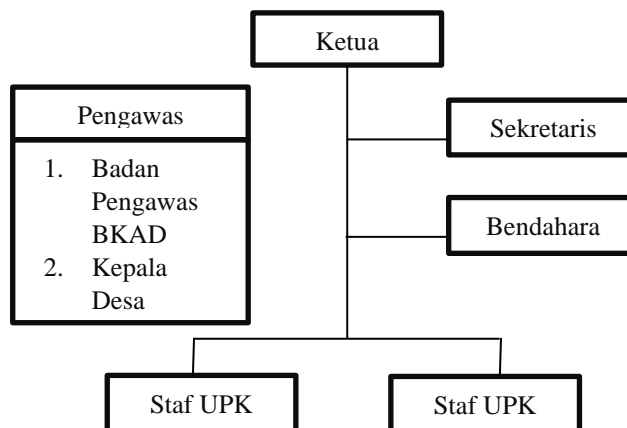 Ketua
Pengawas
1. Badan
Pengawas
BKAD
2. Kepala
Desa
Sekretaris
Bendahara
Staf UPK
Staf UPK